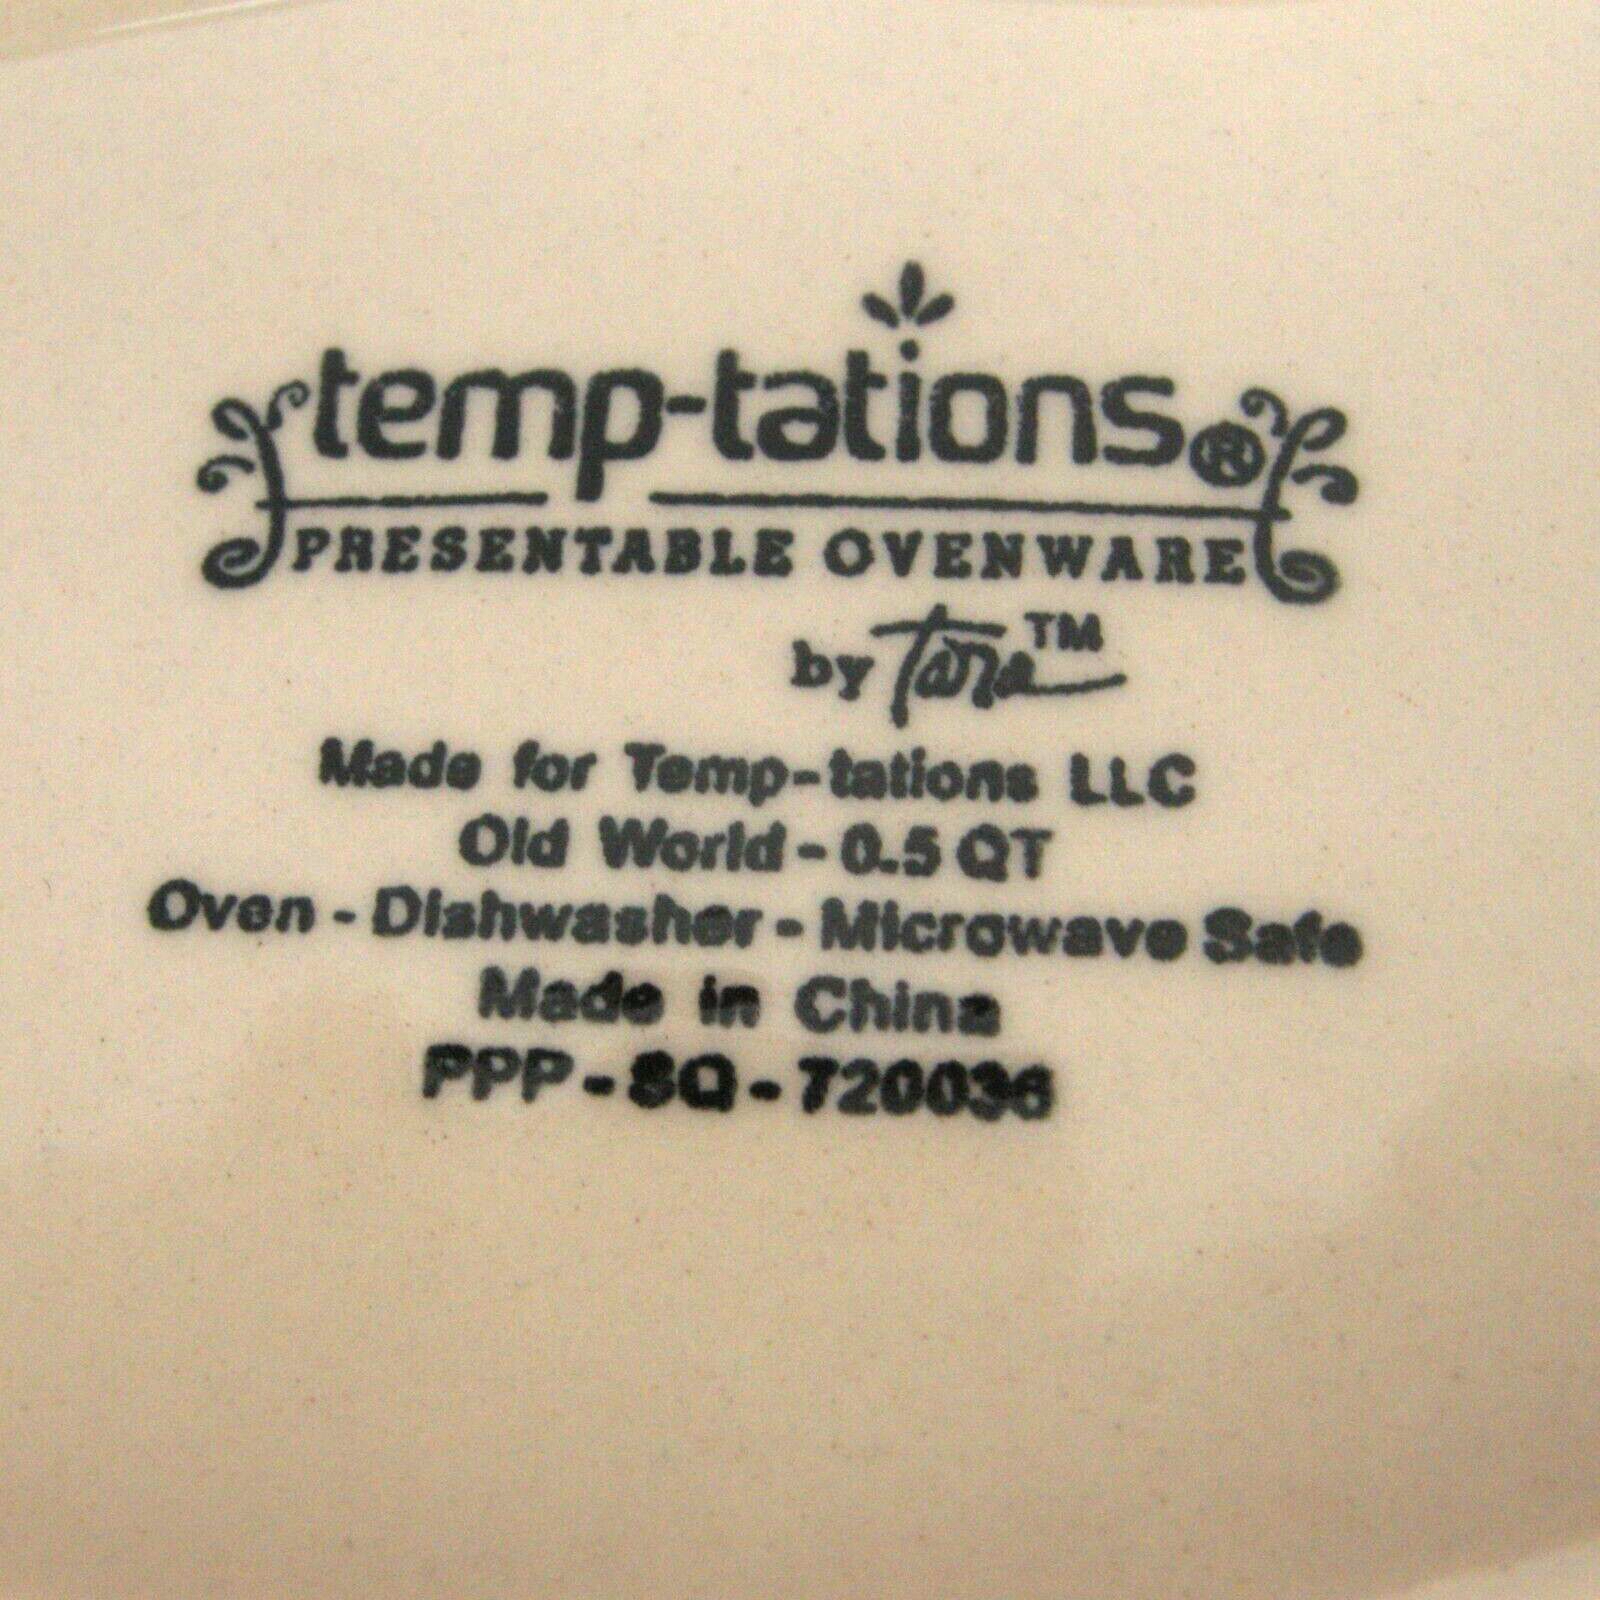 temp-tations®
PRESENTABLE OVENWARE
by Tara™
Made for Temp-tations LLC
Old World - 0.5 QT
Oven - Dishwasher - Microwave Safe
Made in China
PPP - SQ - 720036